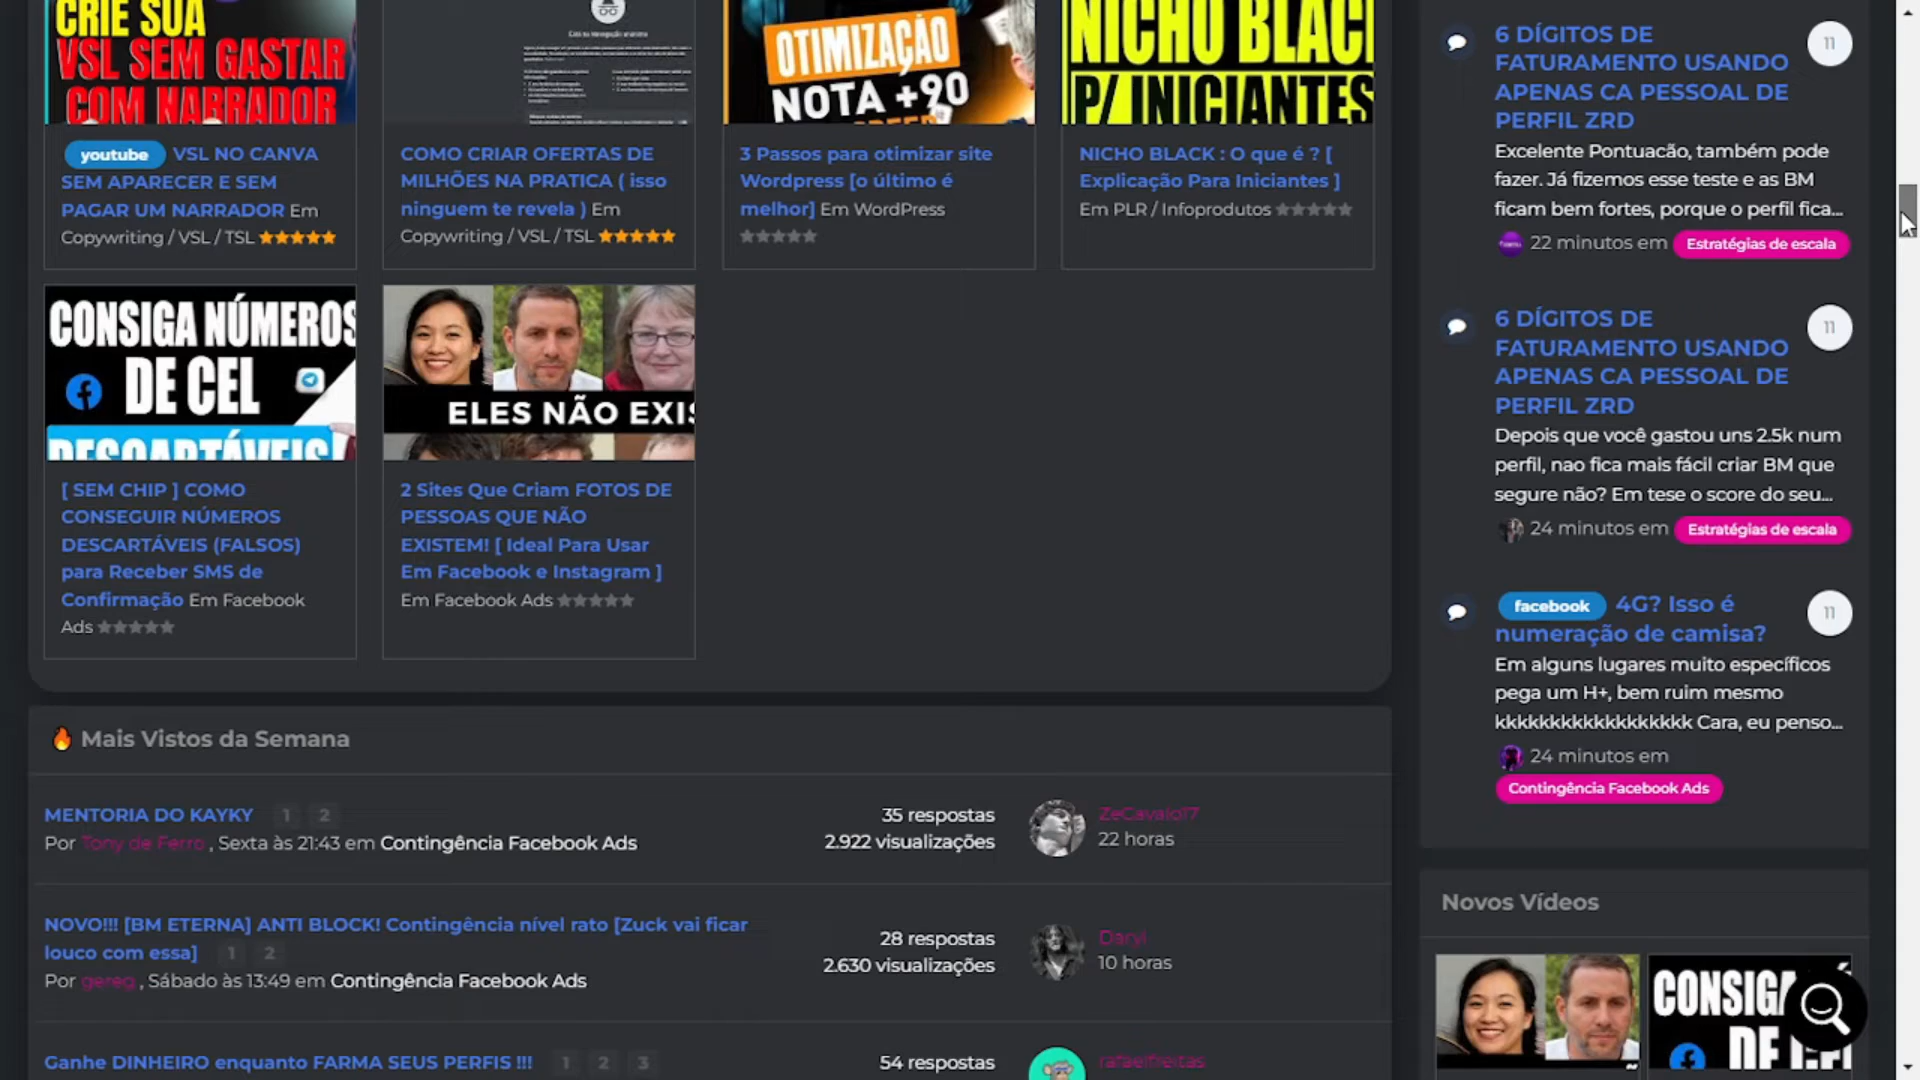 CRIE SUA
VSL SEM GASTAR
COM NARRADOR
youtube VSL NO CANVA
SEM APARECER E SEM
PAGAR UM NARRADOR Em
Copywriting / VSL / TSL
COMO CRIAR OFERTAS DE
MILHÕES NA PRATICA ( isso
ninguem te revela ) Em
Copywriting / VSL / TSL
OTIMIZAÇÃO
NOTA +90
3 Passos para otimizar site
Wordpress [o último é
melhor] Em WordPress
NICHO BLACK
P/ INICIANTES
NICHO BLACK : O que é ? [
Explicação Para Iniciantes ]
Em PLR / Infoprodutos
CONSIGA NÚMEROS
DE CEL
DESCARTÁVEIS
[ SEM CHIP ] COMO
CONSEGUIR NÚMEROS
DESCARTÁVEIS (FALSOS)
para Receber SMS de
Confirmação Em Facebook
Ads
ELES NÃO EXIS
2 Sites Que Criam FOTOS DE
PESSOAS QUE NÃO
EXISTEM! [ Ideal Para Usar
Em Facebook e Instagram ]
Em Facebook Ads
🔥 Mais Vistos da Semana
MENTORIA DO KAYKY 1 2
Por Tony de Ferro , Sexta às 21:43 em Contingência Facebook Ads
35 respostas
2.922 visualizações
ZeCavalo17
22 horas
NOVO!!! [BM ETERNA] ANTI BLOCK! Contingência nível rato [Zuck vai ficar
louco com essa] 1 2
Por gereg , Sábado às 13:49 em Contingência Facebook Ads
28 respostas
2.630 visualizações
Daryl
10 horas
Ganhe DINHEIRO enquanto FARMA SEUS PERFIS !!! 1 2 3
54 respostas
rafaelfreitas
6 DÍGITOS DE
FATURAMENTO USANDO
APENAS CA PESSOAL DE
PERFIL ZRD
11
Excelente Pontuacão, também pode
fazer. Já fizemos esse teste e as BM
ficam bem fortes, porque o perfil fica...
22 minutos em Estratégias de escala
6 DÍGITOS DE
FATURAMENTO USANDO
APENAS CA PESSOAL DE
PERFIL ZRD
11
Depois que você gastou uns 2.5k num
perfil, nao fica mais fácil criar BM que
segure não? Em tese o score do seu...
24 minutos em Estratégias de escala
facebook 4G? Isso é
numeração de camisa?
11
Em alguns lugares muito específicos
pega um H+, bem ruim mesmo
kkkkkkkkkkkkkkkkkk Cara, eu penso...
24 minutos em
Contingência Facebook Ads
Novos Vídeos
CONSIGA
DE CEL